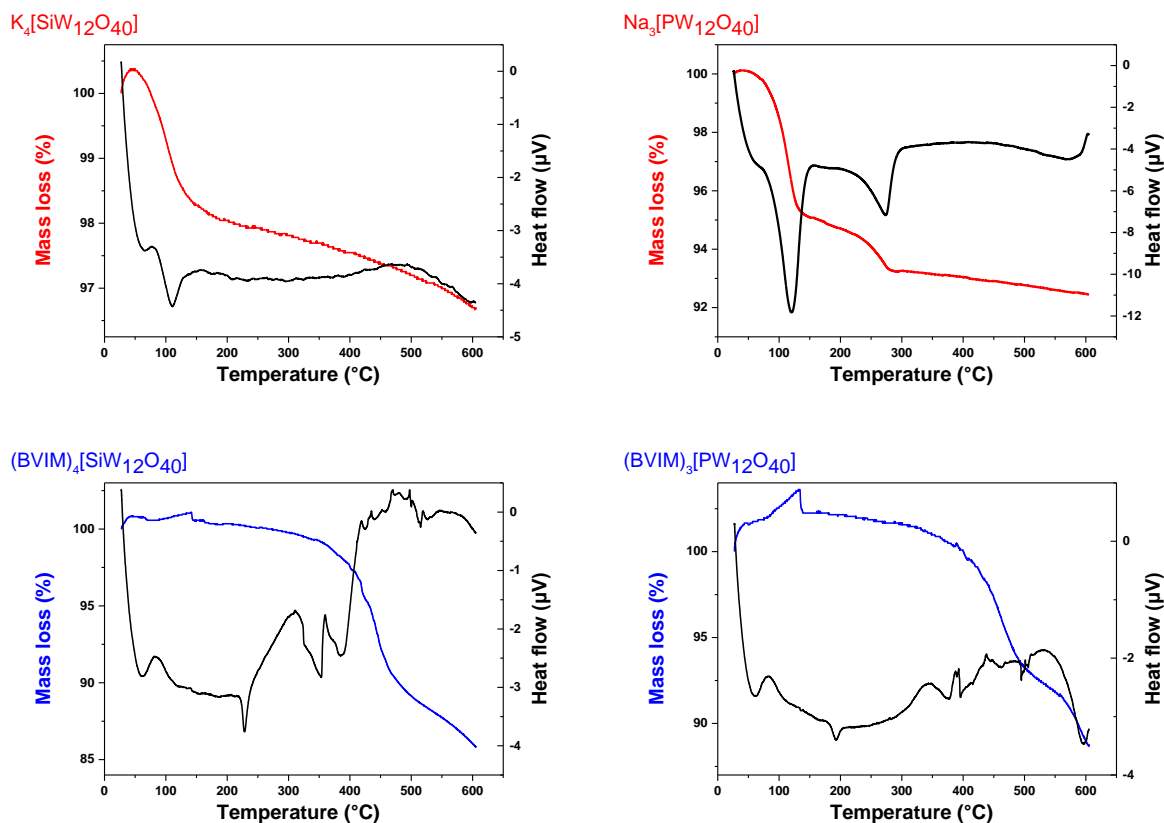 K4[SiW12O40]
100
99
98
97
Mass loss (%)
0
-1
-2
-3
-4
-5
Heat flow (µV)
0 100 200 300 400 500 600
Temperature (°C)
Na3[PW12O40]
100
98
96
94
92
Mass loss (%)
0
-2
-4
-6
-8
-10
-12
Heat flow (µV)
0 100 200 300 400 500 600
Temperature (°C)
(BVIM)4[SiW12O40]
100
95
90
85
Mass loss (%)
0
-1
-2
-3
-4
Heat flow (µV)
0 100 200 300 400 500 600
Temperature (°C)
(BVIM)3[PW12O40]
100
95
90
Mass loss (%)
0
-2
-4
Heat flow (µV)
0 100 200 300 400 500 600
Temperature (°C)